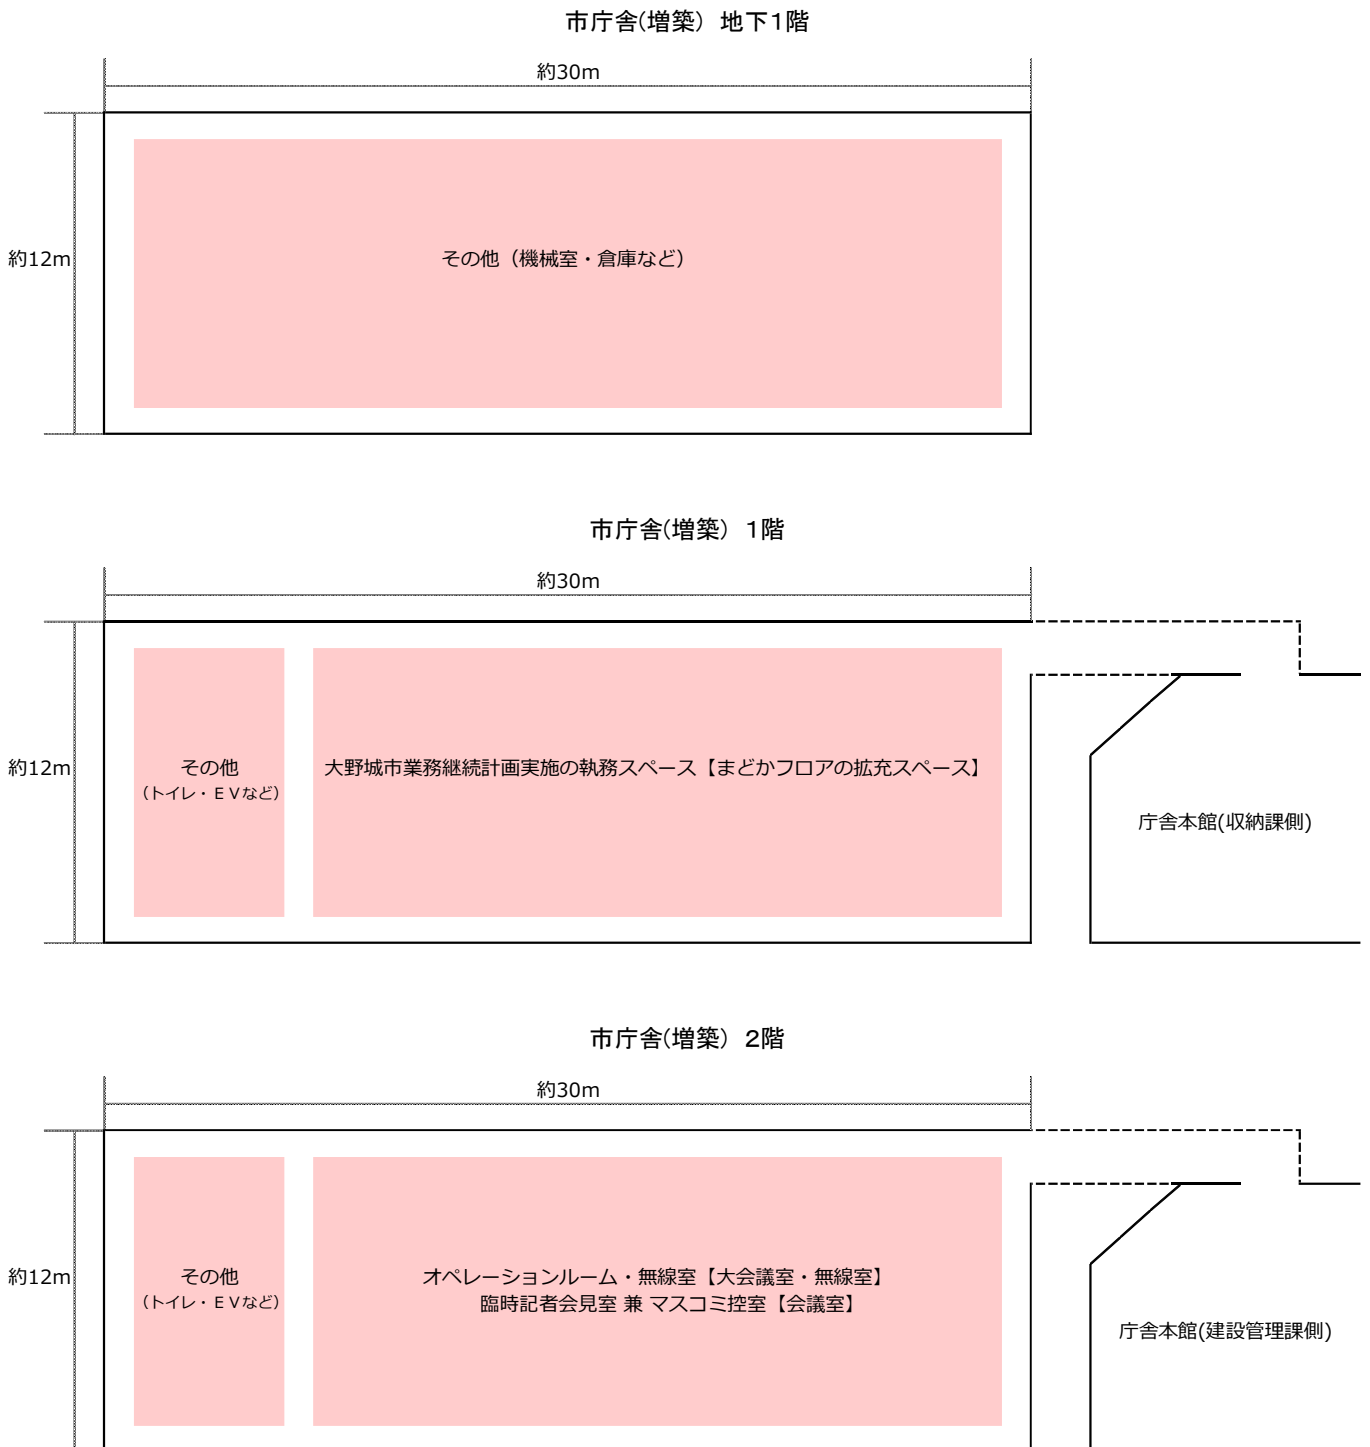 市庁舎(増築) 地下1階
約30m
約12m
その他（機械室・倉庫など）
市庁舎(増築) 1階
約30m
約12m
その他
（トイレ・ＥＶなど）
大野城市業務継続計画実施の執務スペース【まどかフロアの拡充スペース】
庁舎本館(収納課側)
市庁舎(増築) 2階
約30m
約12m
その他
（トイレ・ＥＶなど）
オペレーションルーム・無線室【大会議室・無線室】
臨時記者会見室 兼 マスコミ控室【会議室】
庁舎本館(建設管理課側)